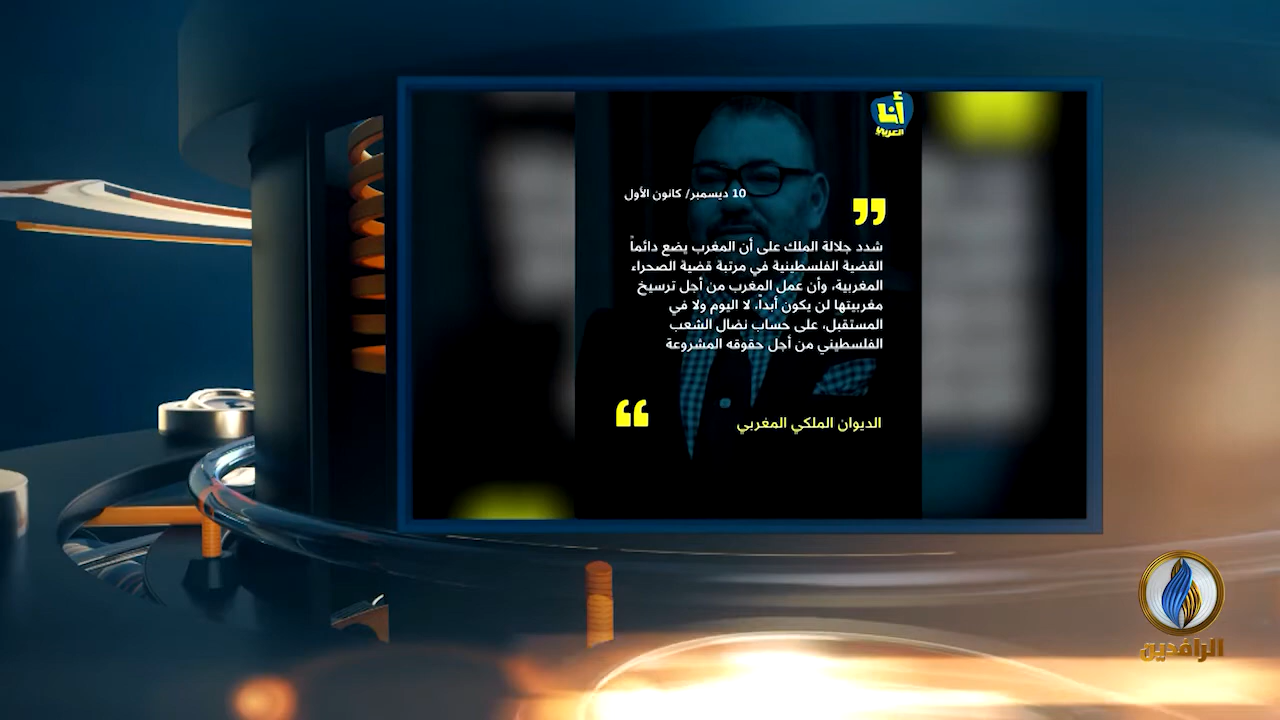 أنا
العربي
10 ديسمبر/ كانون الأول
شدد جلالة الملك على أن المغرب يضع دائماً
القضية الفلسطينية في مرتبة قضية الصحراء
المغربية، وأن عمل المغرب من أجل ترسيخ
مغربيتها لن يكون أبداً، لا اليوم ولا في
المستقبل، على حساب نضال الشعب
الفلسطيني من أجل حقوقه المشروعة
الديوان الملكي المغربي
الرافدين